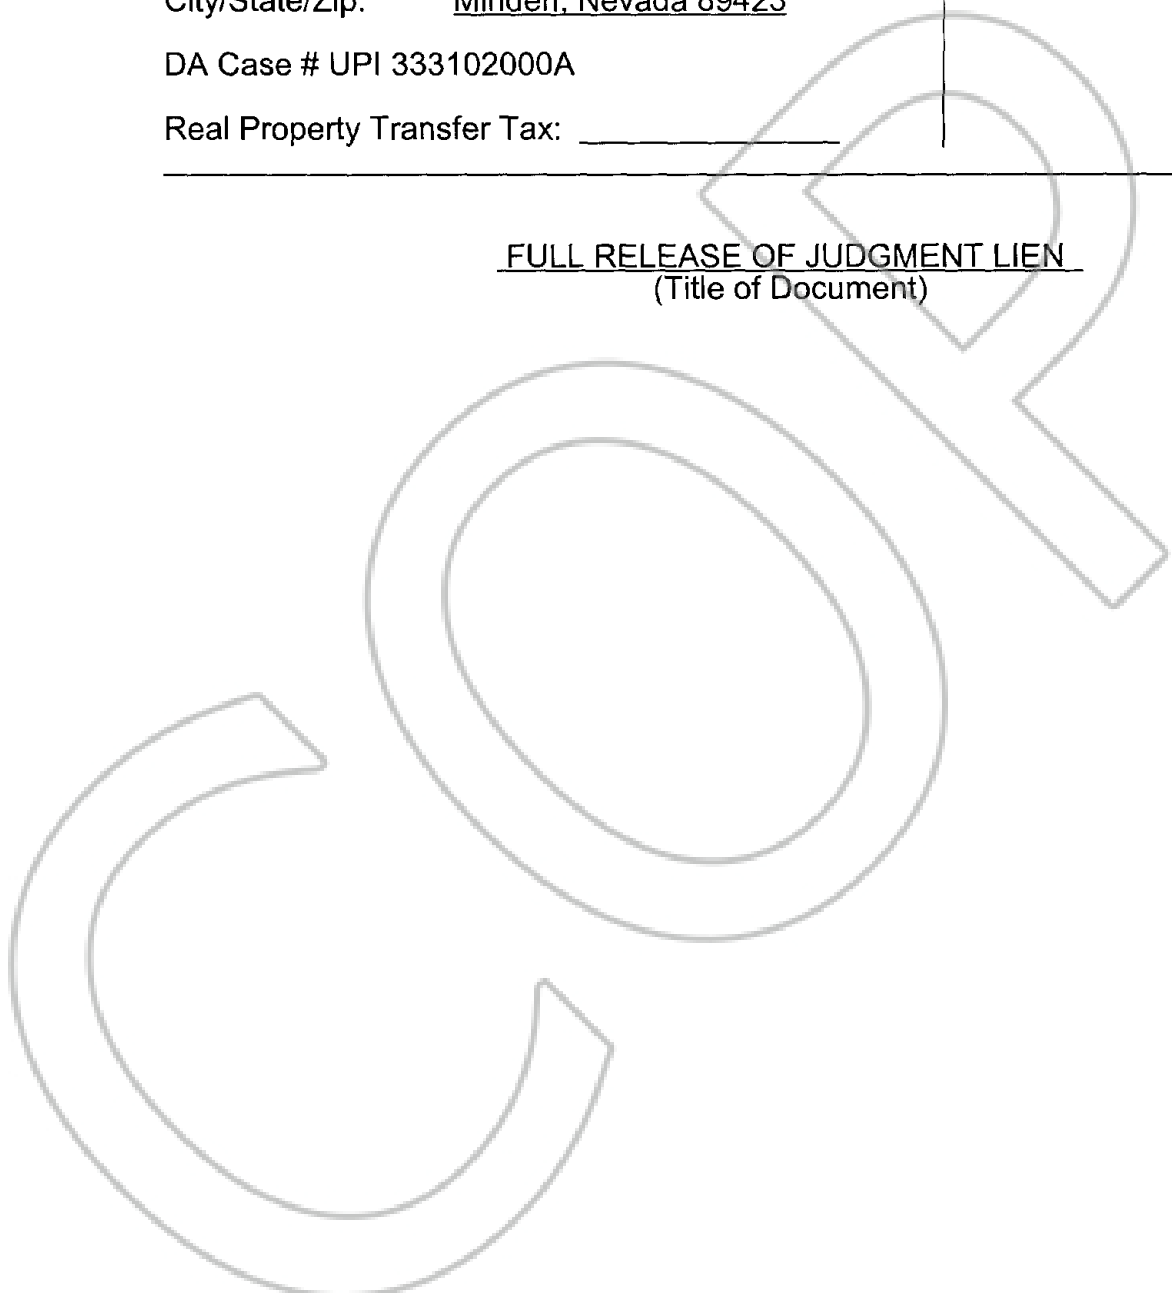 City/State/Zip: Minden, Nevada 89423
DA Case # UPI 333102000A
Real Property Transfer Tax:
FULL RELEASE OF JUDGMENT LIEN
(Title of Document)
COP